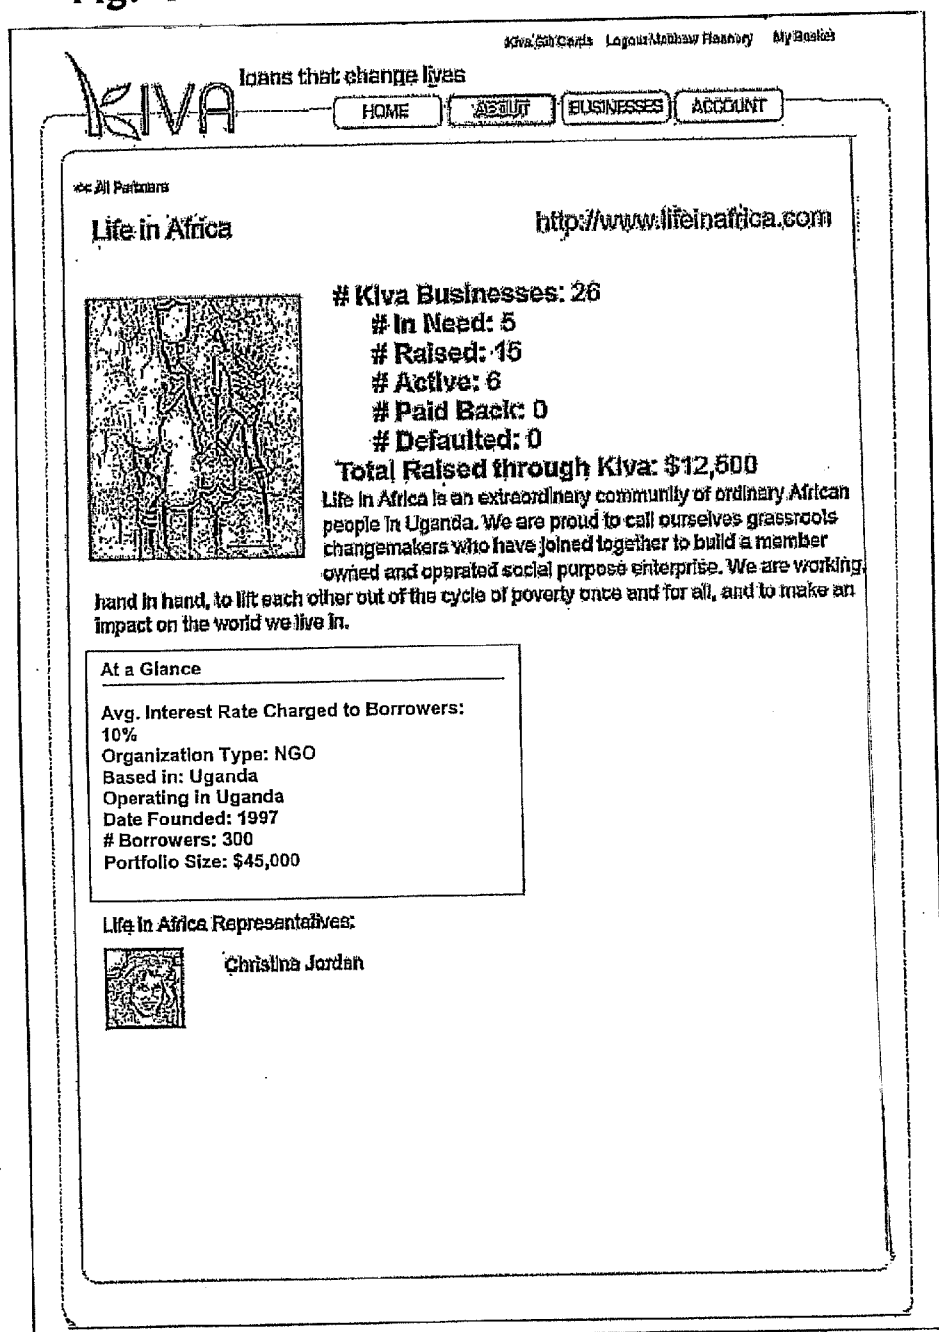 Fig.
Kiva Gift Cards Logout My Basket
KIVA loans that change lives
HOME ABOUT BUSINESSES ACCOUNT
<< All Partners
Life in Africa http://www.lifeinafrica.com
# Kiva Businesses: 26
# In Need: 5
# Raised: 15
# Active: 6
# Paid Back: 0
# Defaulted: 0
Total Raised through Kiva: $12,500
Life in Africa is an extraordinary community of ordinary African
people in Uganda. We are proud to call ourselves grassroots
changemakers who have joined together to build a member
owned and operated social purpose enterprise. We are working,
hand in hand, to lift each other out of the cycle of poverty once and for all, and to make an
impact on the world we live in.
At a Glance
Avg. Interest Rate Charged to Borrowers:
10%
Organization Type: NGO
Based in: Uganda
Operating in Uganda
Date Founded: 1997
# Borrowers: 300
Portfolio Size: $45,000
Life in Africa Representatives:
Christina Jordan